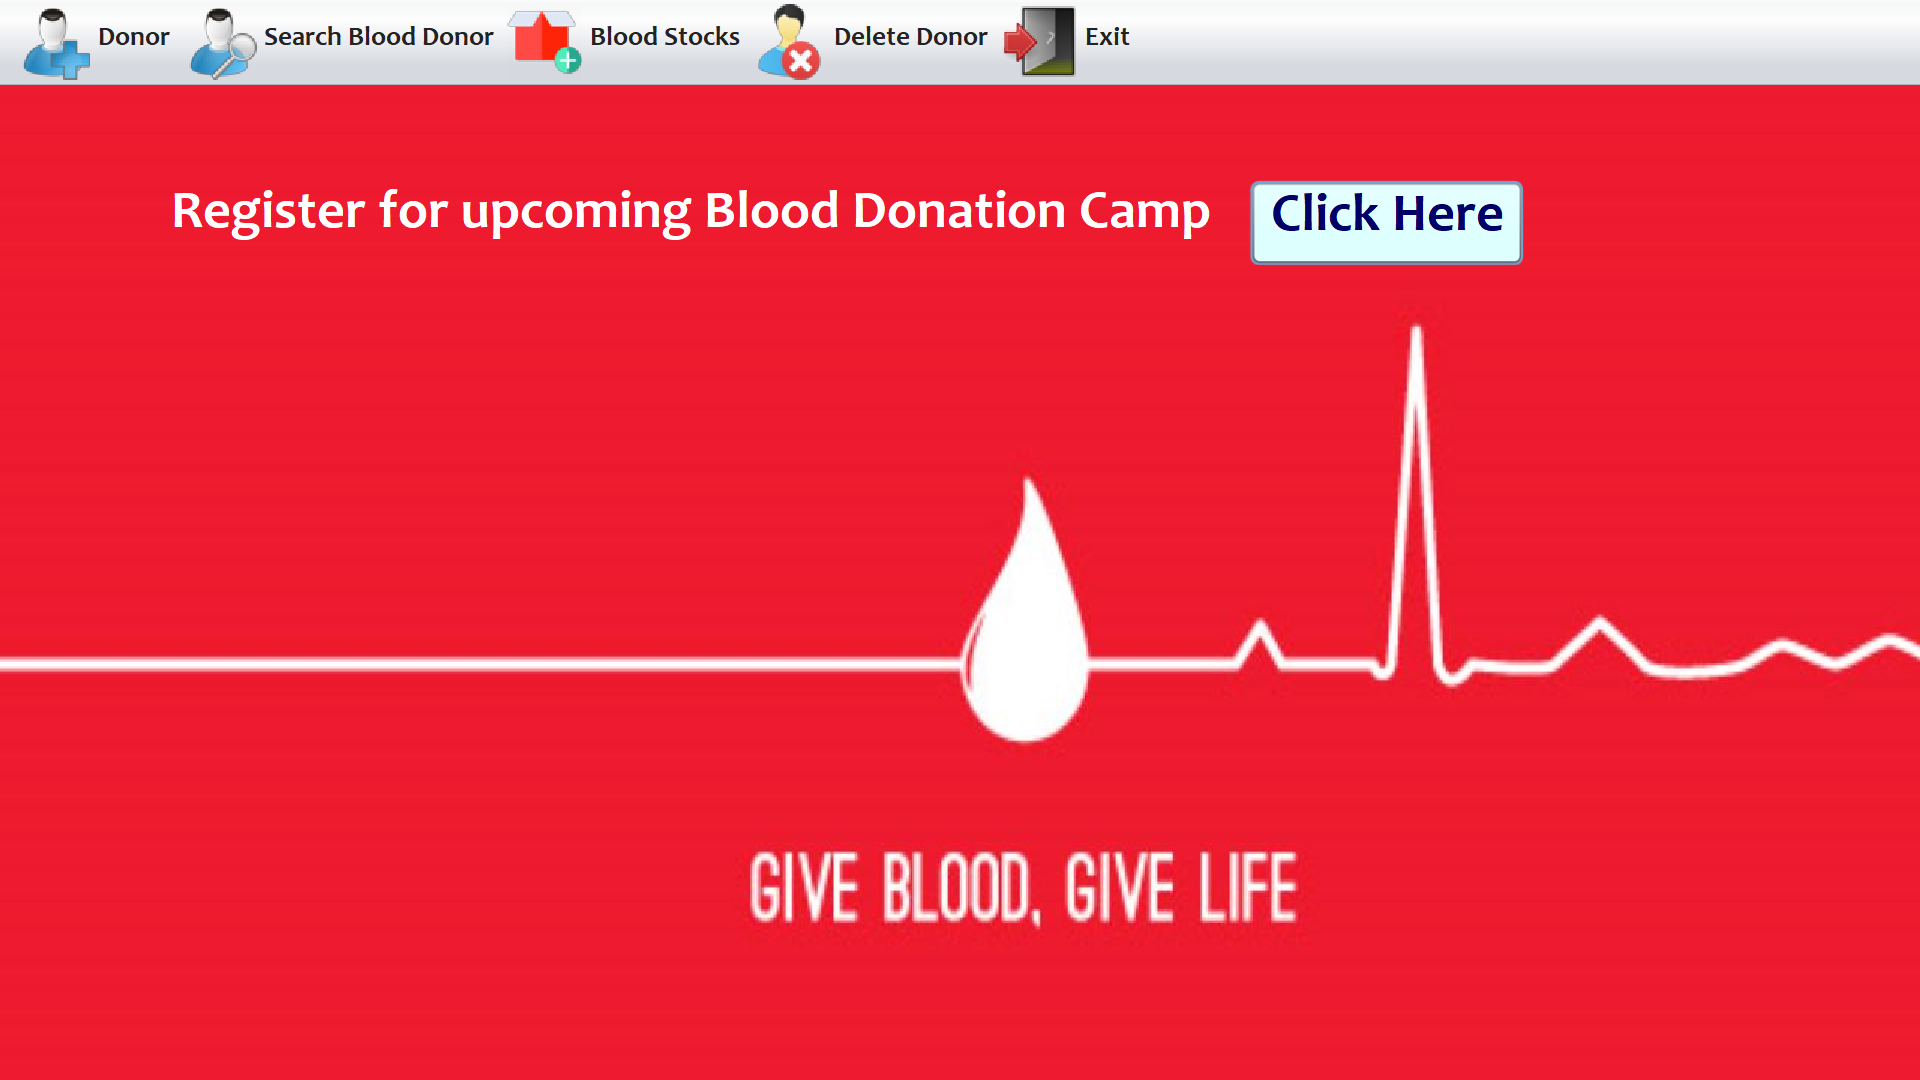 Donor Search Blood Donor Blood Stocks Delete Donor Exit
Register for upcoming Blood Donation Camp Click Here
GIVE BLOOD, GIVE LIFE